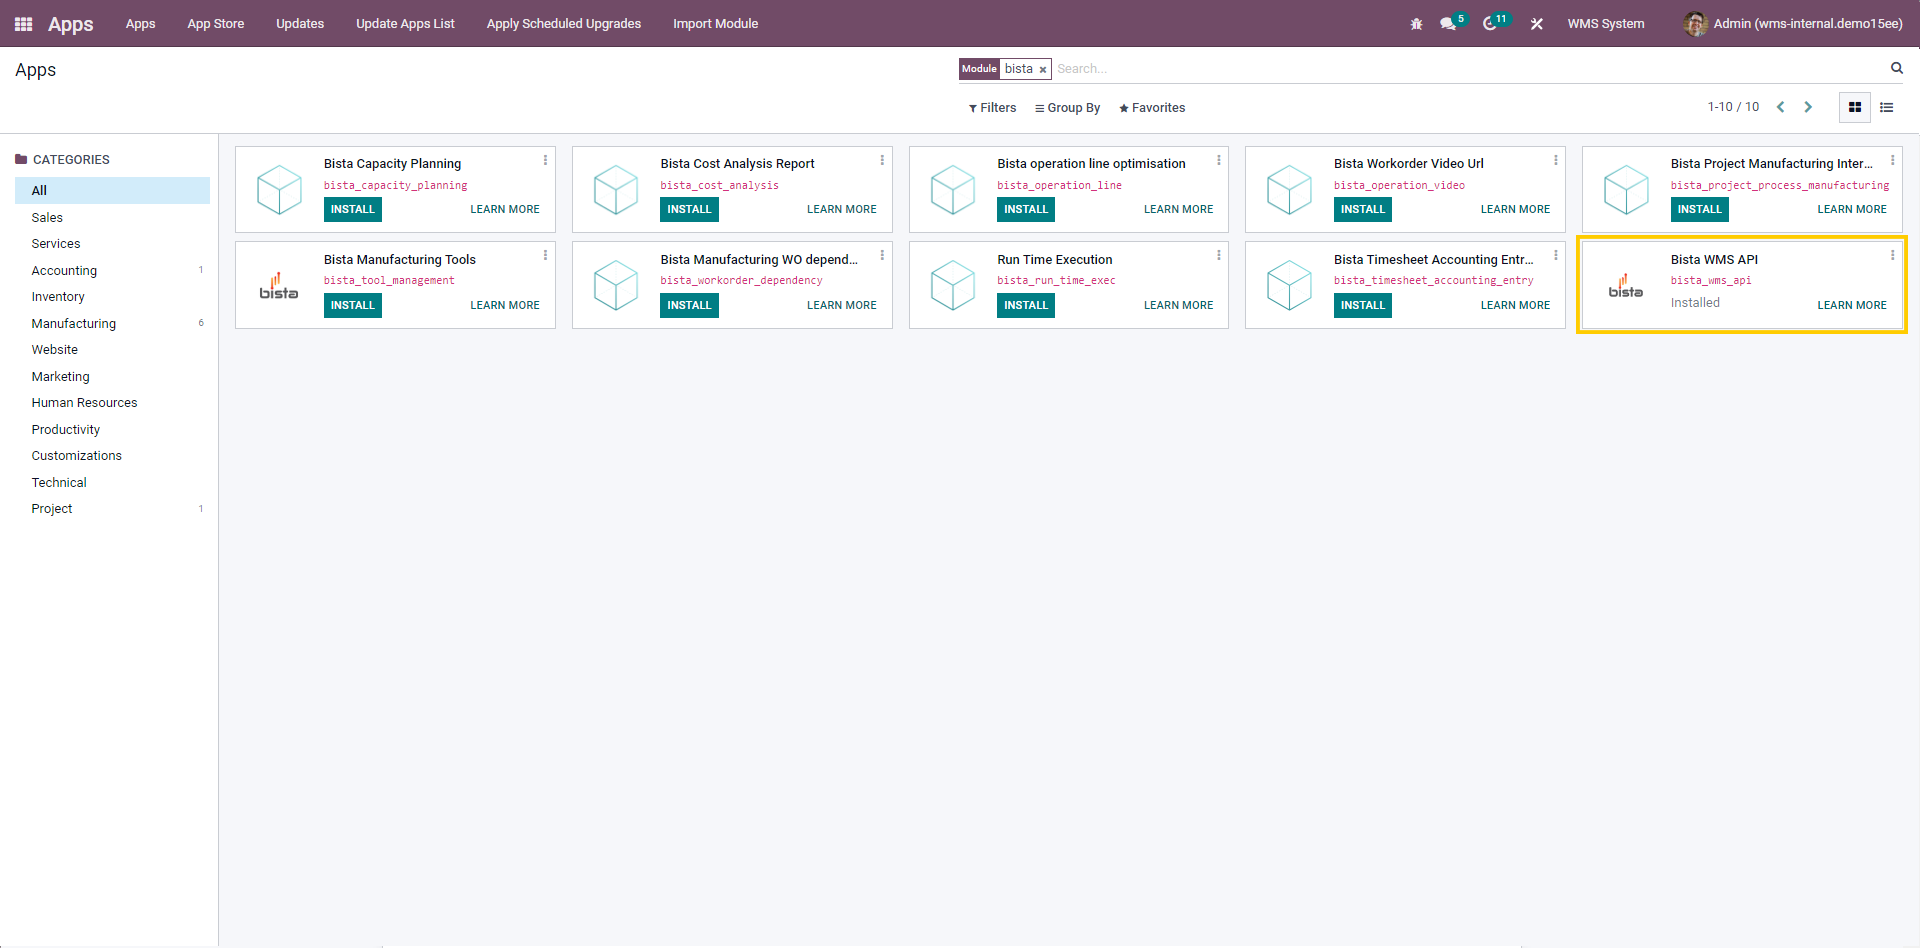 Apps Apps App Store Updates Update Apps List Apply Scheduled Upgrades Import Module 5 11 WMS System Admin (wms-internal.demo15ee)
Apps
Module bista × Search...
Filters Group By Favorites 1-10 / 10
CATEGORIES
All
Sales
Services
Accounting 1
Inventory
Manufacturing 6
Website
Marketing
Human Resources
Productivity
Customizations
Technical
Project 1
Bista Capacity Planning
bista_capacity_planning
INSTALL LEARN MORE
Bista Cost Analysis Report
bista_cost_analysis
INSTALL LEARN MORE
Bista operation line optimisation
bista_operation_line
INSTALL LEARN MORE
Bista Workorder Video Url
bista_operation_video
INSTALL LEARN MORE
Bista Project Manufacturing Inter...
bista_project_process_manufacturing
INSTALL LEARN MORE
bista
Bista Manufacturing Tools
bista_tool_management
INSTALL LEARN MORE
Bista Manufacturing WO depend...
bista_workorder_dependency
INSTALL LEARN MORE
Run Time Execution
bista_run_time_exec
INSTALL LEARN MORE
Bista Timesheet Accounting Entr...
bista_timesheet_accounting_entry
INSTALL LEARN MORE
bista
Bista WMS API
bista_wms_api
Installed LEARN MORE